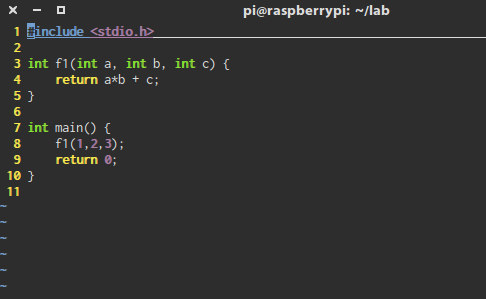 pi@raspberrypi: ~/lab
1 #include <stdio.h>
2
3 int f1(int a, int b, int c) {
4     return a*b + c;
5 }
6
7 int main() {
8     f1(1,2,3);
9     return 0;
10 }
11
~
~
~
~
~
~